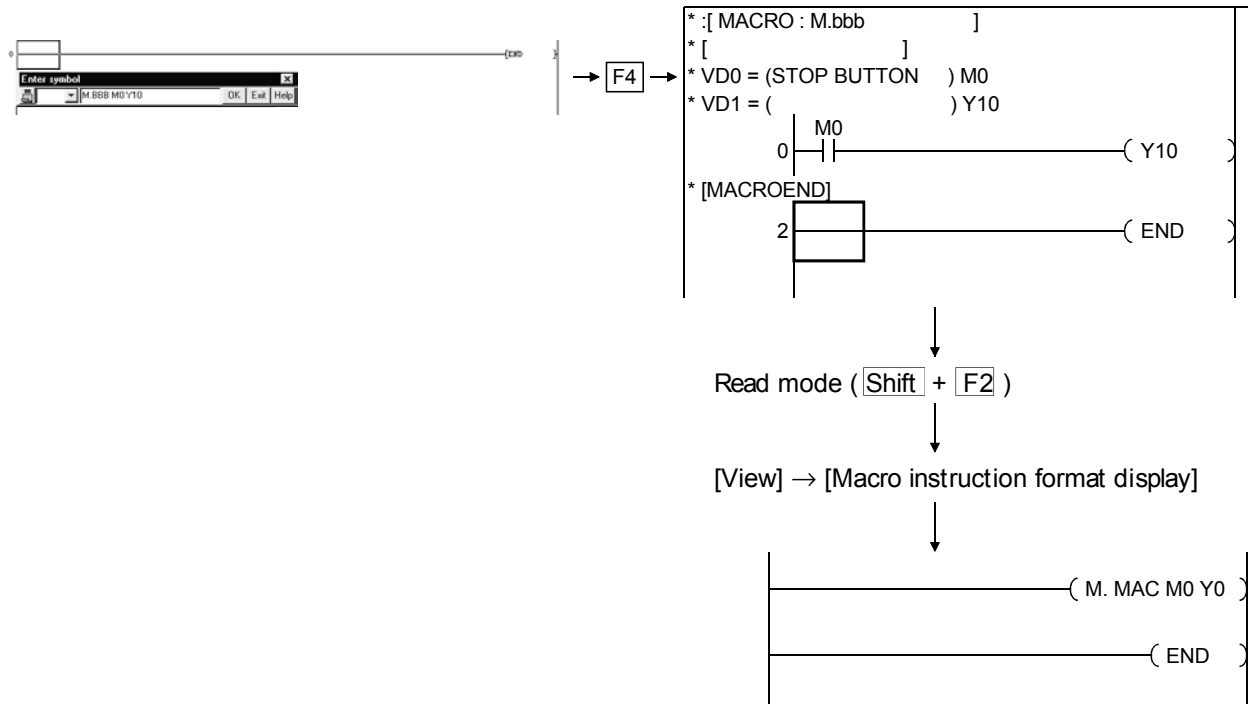 Enter symbol
M.BBB M0 Y10 OK Exit Help
F4
* :[ MACRO : M.bbb ]
* [ ]
* VD0 = (STOP BUTTON ) M0
* VD1 = ( ) Y10
M0
0 ( Y10 )
* [MACROEND]
2 ( END )
Read mode ( Shift + F2 )
[View] → [Macro instruction format display]
( M. MAC M0 Y0 )
( END )